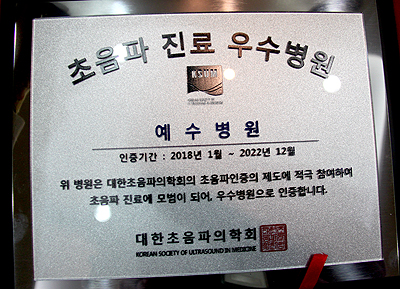 초음파 진료 우수병원
KSUM
KOREAN SOCIETY OF
ULTRASOUND IN MEDICINE
예수병원
인증기간 : 2018년 1월 ~ 2022년 12월
위 병원은 대한초음파의학회의 초음파인증의 제도에 적극 참여하여
초음파 진료에 모범이 되어, 우수병원으로 인증합니다.
대한초음파의학회
KOREAN SOCIETY OF ULTRASOUND IN MEDICINE